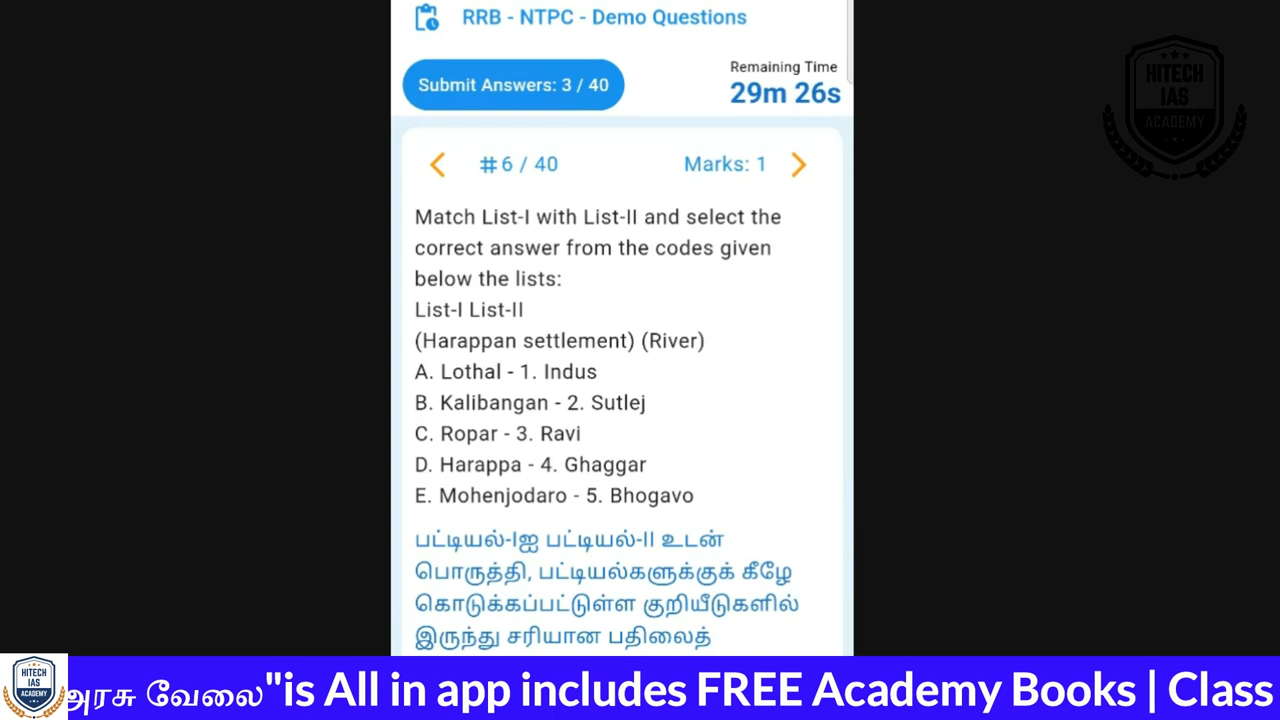 RRB - NTPC - Demo Questions
Submit Answers: 3 / 40
Remaining Time
29m 26s
HITECH
IAS
ACADEMY
#6 / 40
Marks: 1
Match List-I with List-II and select the
correct answer from the codes given
below the lists:
List-I List-II
(Harappan settlement) (River)
A. Lothal - 1. Indus
B. Kalibangan - 2. Sutlej
C. Ropar - 3. Ravi
D. Harappa - 4. Ghaggar
E. Mohenjodaro - 5. Bhogavo
பட்டியல்-Iஐ பட்டியல்-II உடன்
பொருத்தி, பட்டியல்களுக்குக் கீழே
கொடுக்கப்பட்டுள்ள குறியீடுகளில்
இருந்து சரியான பதிலைத்
HITECH
IAS
ACADEMY
அரசு வேலை"is All in app includes FREE Academy Books | Class